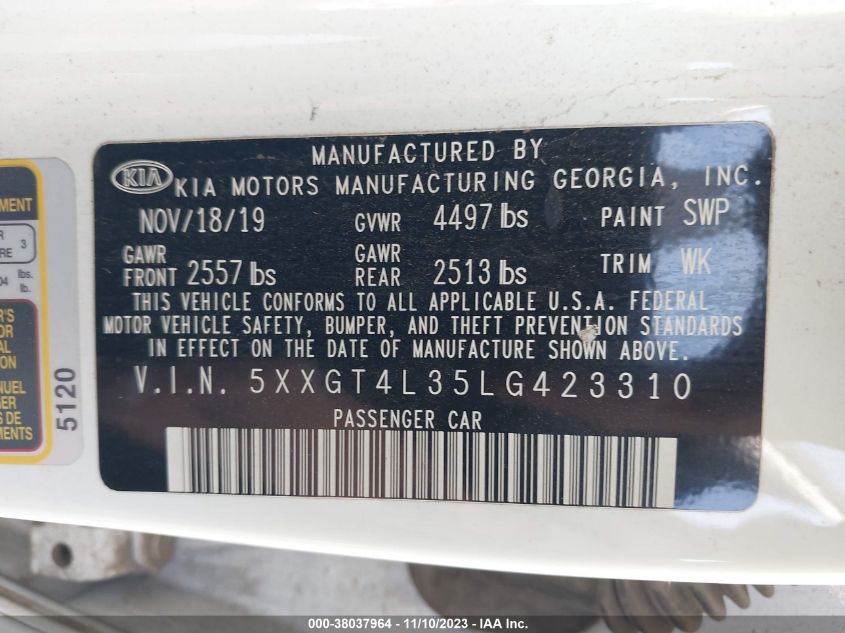 MANUFACTURED BY
KIA KIA MOTORS MANUFACTURING GEORGIA, INC.
NOV/18/19 GVWR 4497 lbs PAINT SWP
GAWR FRONT 2557 lbs GAWR REAR 2513 lbs TRIM WK
THIS VEHICLE CONFORMS TO ALL APPLICABLE U.S.A. FEDERAL
MOTOR VEHICLE SAFETY, BUMPER, AND THEFT PREVENTION STANDARDS
IN EFFECT ON THE DATE OF MANUFACTURE SHOWN ABOVE.
V.I.N. 5XXGT4L35LG423310
PASSENGER CAR
3
lbs.
lb.
5120
000-38037964 - 11/10/2023 - IAA Inc.